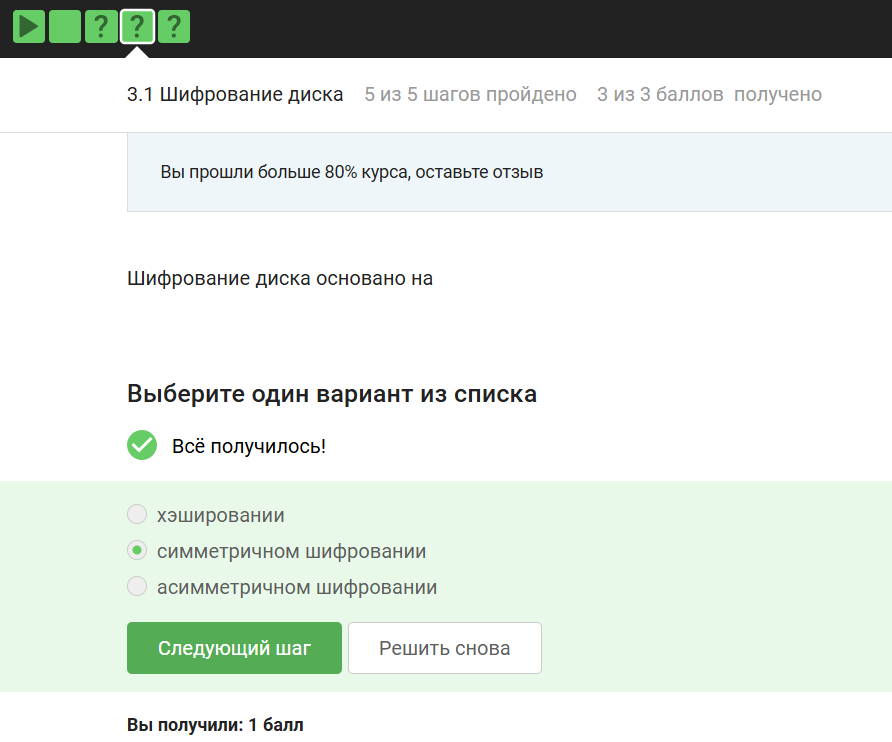 ? ? ?
3.1 Шифрование диска 5 из 5 шагов пройдено 3 из 3 баллов получено
Вы прошли больше 80% курса, оставьте отзыв
Шифрование диска основано на
Выберите один вариант из списка
Всё получилось!
хэшировании
симметричном шифровании
асимметричном шифровании
Следующий шаг Решить снова
Вы получили: 1 балл